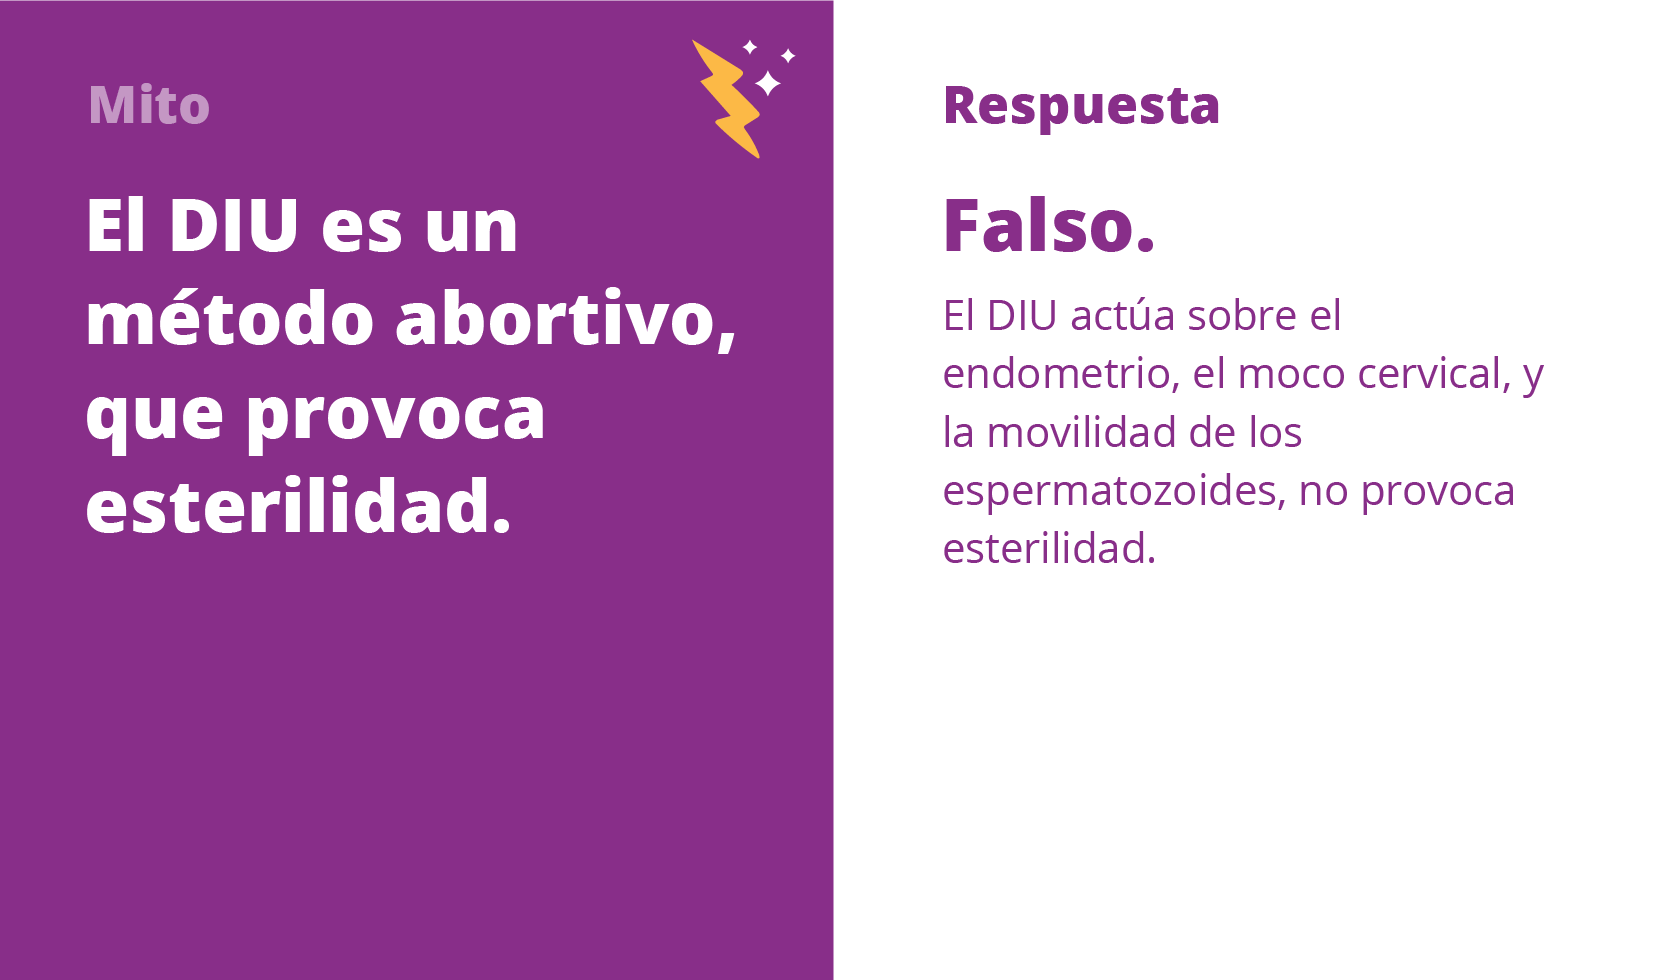 Mito
El DIU es un
método abortivo,
que provoca
esterilidad.
Respuesta
Falso.
El DIU actúa sobre el
endometrio, el moco cervical, y
la movilidad de los
espermatozoides, no provoca
esterilidad.